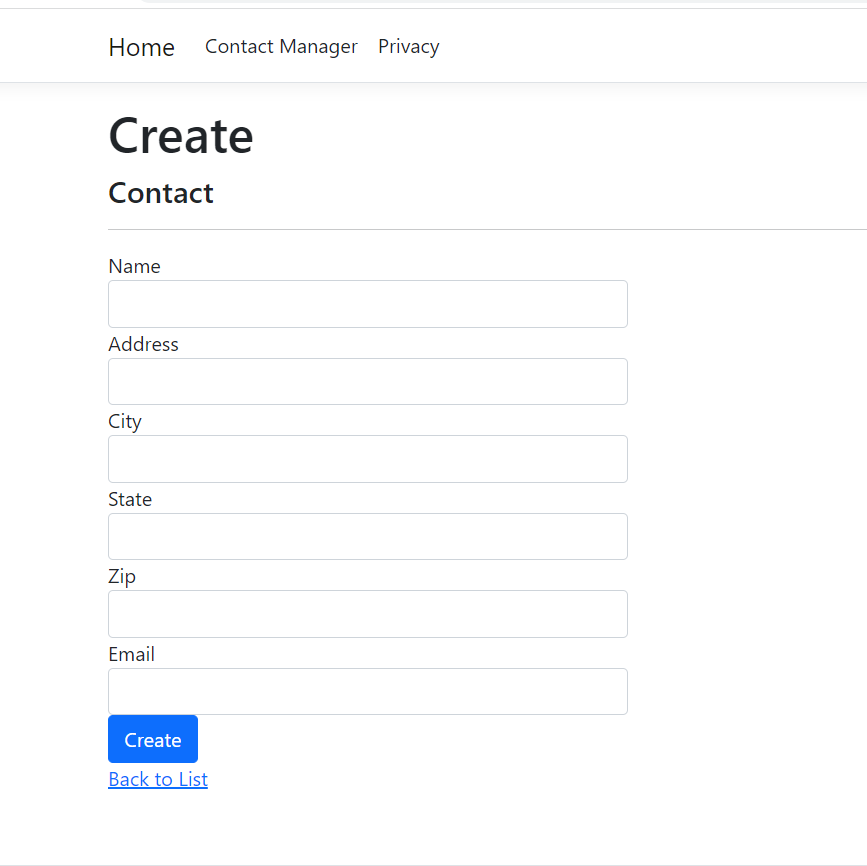 Home Contact Manager Privacy
Create
Contact
Name
Address
City
State
Zip
Email
Create
Back to List